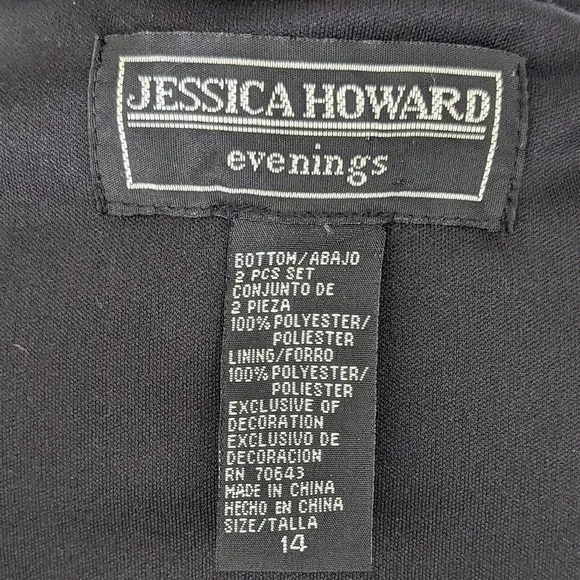 JESSICA HOWARD
evenings
BOTTOM/ABAJO
2 PCS SET
CONJUNTO DE
2 PIEZA
100% POLYESTER/
POLIESTER
LINING/FORRO
100% POLYESTER/
POLIESTER
EXCLUSIVE OF
DECORATION
EXCLUSIVO DE
DECORACION
RN 70643
MADE IN CHINA
HECHO EN CHINA
SIZE/TALLA
14